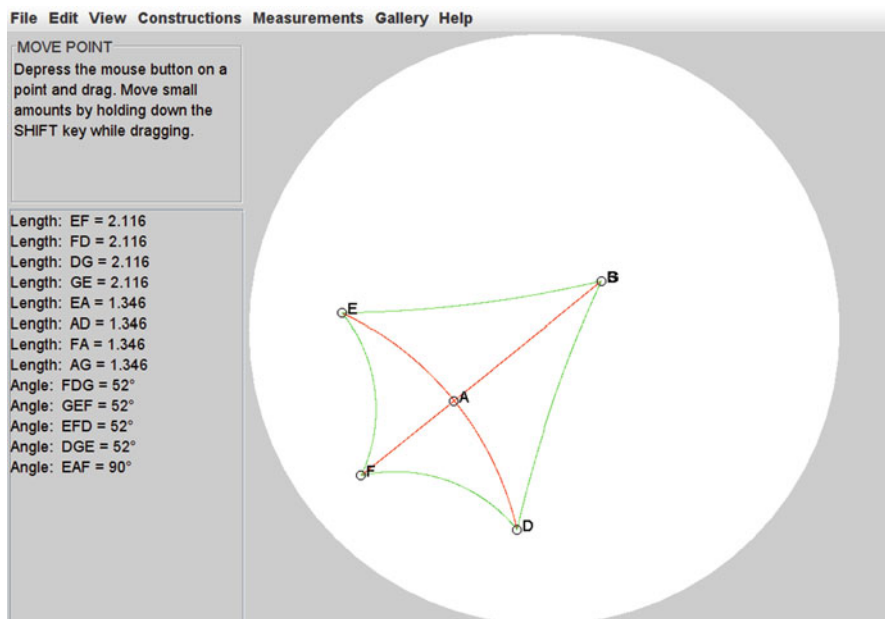 File Edit View Constructions Measurements Gallery Help
MOVE POINT
Depress the mouse button on a
point and drag. Move small
amounts by holding down the
SHIFT key while dragging.
Length: EF = 2.116
Length: FD = 2.116
Length: DG = 2.116
Length: GE = 2.116
Length: EA = 1.346
Length: AD = 1.346
Length: FA = 1.346
Length: AG = 1.346
Angle: FDG = 52°
Angle: GEF = 52°
Angle: EFD = 52°
Angle: DGE = 52°
Angle: EAF = 90°
E
A
F
D